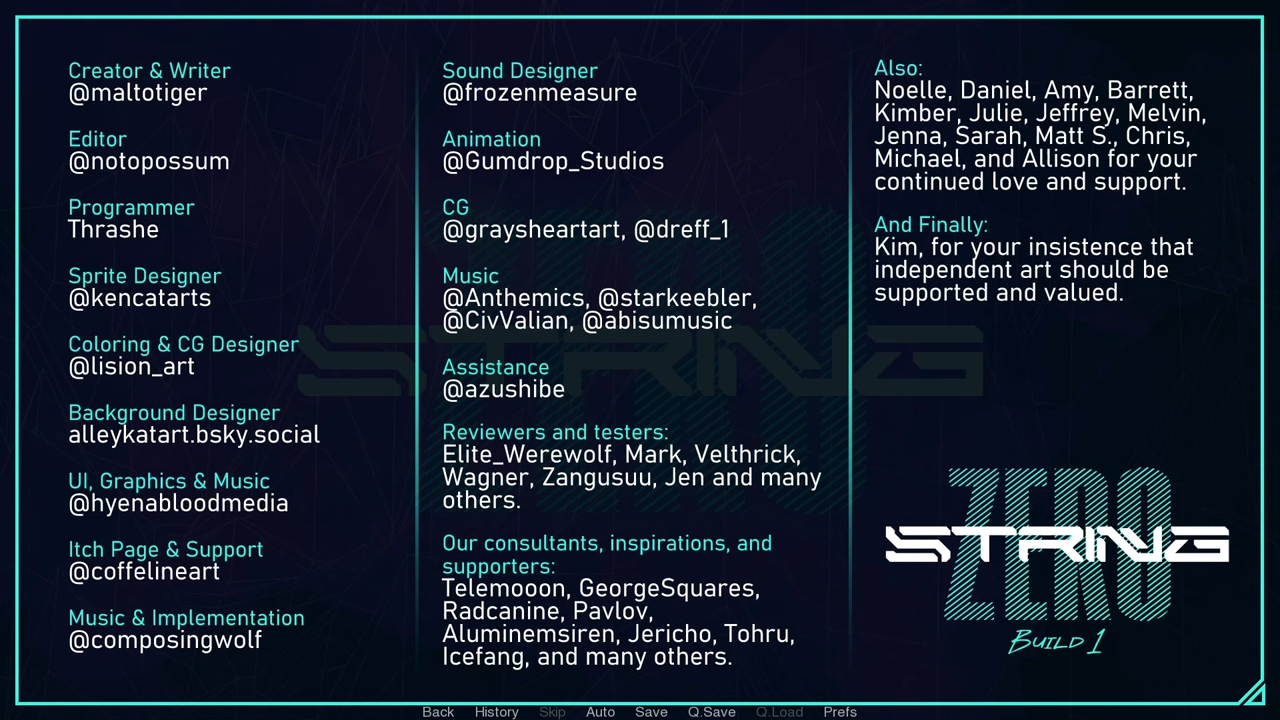 Creator & Writer
@maltotiger
Editor
@notopossum
Programmer
Thrashe
Sprite Designer
@kencatarts
Coloring & CG Designer
@lision_art
Background Designer
alleykatart.bsky.social
UI, Graphics & Music
@hyenabloodmedia
Itch Page & Support
@coffelineart
Music & Implementation
@composingwolf
Sound Designer
@frozenmeasure
Animation
@Gumdrop_Studios
CG
@graysheartart, @dreff_1
Music
@Anthemics, @starkeebler,
@CivValian, @abisumusic
Assistance
@azushibe
Reviewers and testers:
Elite_Werewolf, Mark, Velthrick,
Wagner, Zangusuu, Jen and many
others.
Our consultants, inspirations, and
supporters:
Telemooon, GeorgeSquares,
Radcanine, Pavlov,
Aluminemsiren, Jericho, Tohru,
Icefang, and many others.
Also:
Noelle, Daniel, Amy, Barrett,
Kimber, Julie, Jeffrey, Melvin,
Jenna, Sarah, Matt S., Chris,
Michael, and Allison for your
continued love and support.
And Finally:
Kim, for your insistence that
independent art should be
supported and valued.
ZERO
STRING
ZERO
STRING
Build 1
Back History Skip Auto Save Q.Save Q.Load Prefs